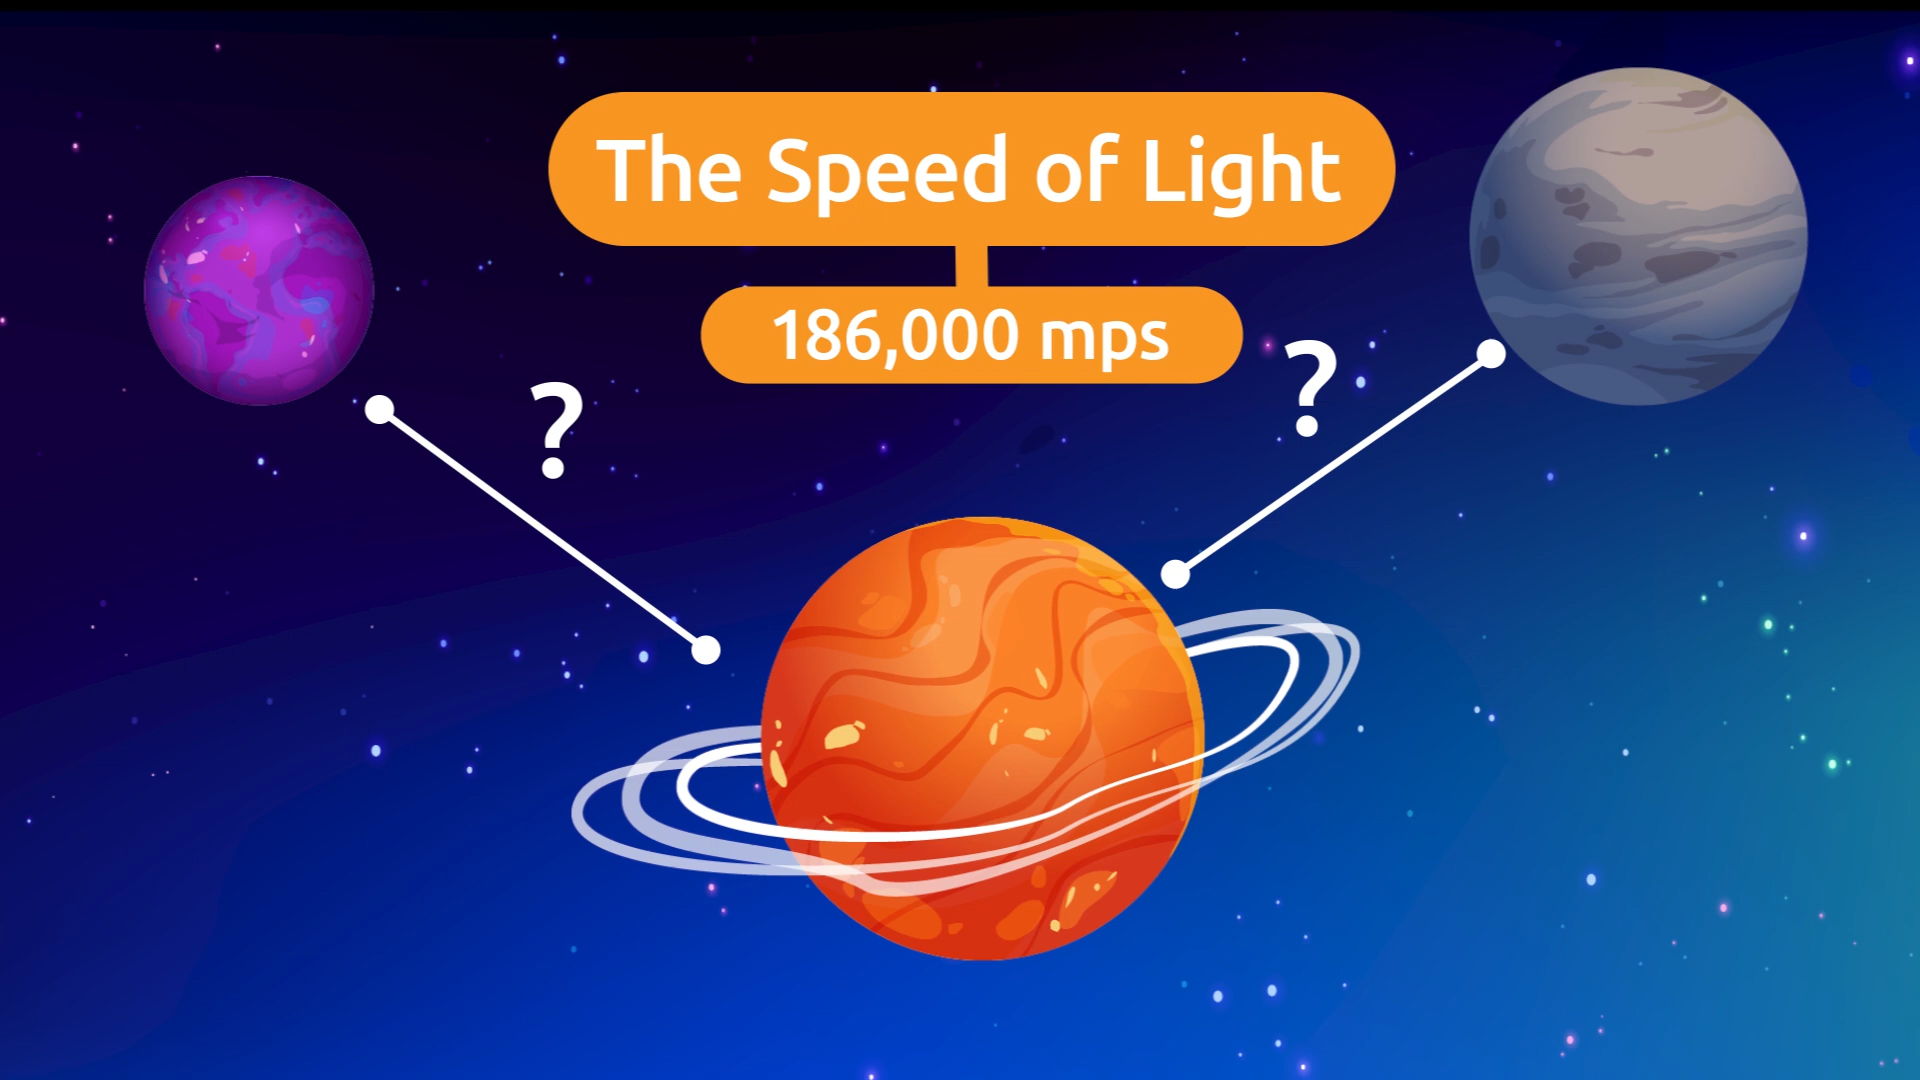 The Speed of Light
186,000 mps
?
?